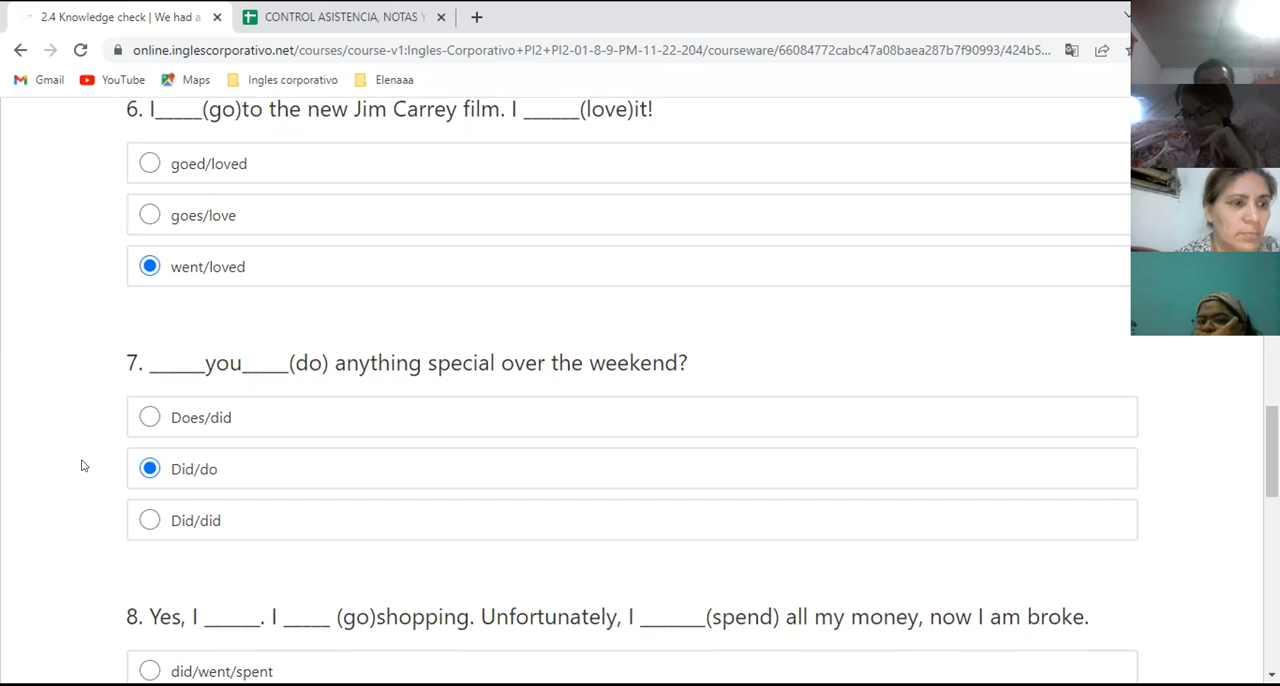 2.4 Knowledge check | We had a
CONTROL ASISTENCIA, NOTAS Y
online.inglescorporativo.net/courses/course-v1:Ingles-Corporativo+PI2+PI2-01-8-9-PM-11-22-204/courseware/66084772cabc47a08baea287b7f90993/424b5...
Gmail YouTube Maps Ingles corporativo Elenaaa
6. I_____(go)to the new Jim Carrey film. I ______(love)it!
goed/loved
goes/love
went/loved
7. ______you_____(do) anything special over the weekend?
Does/did
Did/do
Did/did
8. Yes, I ______. I _____ (go)shopping. Unfortunately, I _______(spend) all my money, now I am broke.
did/went/spent